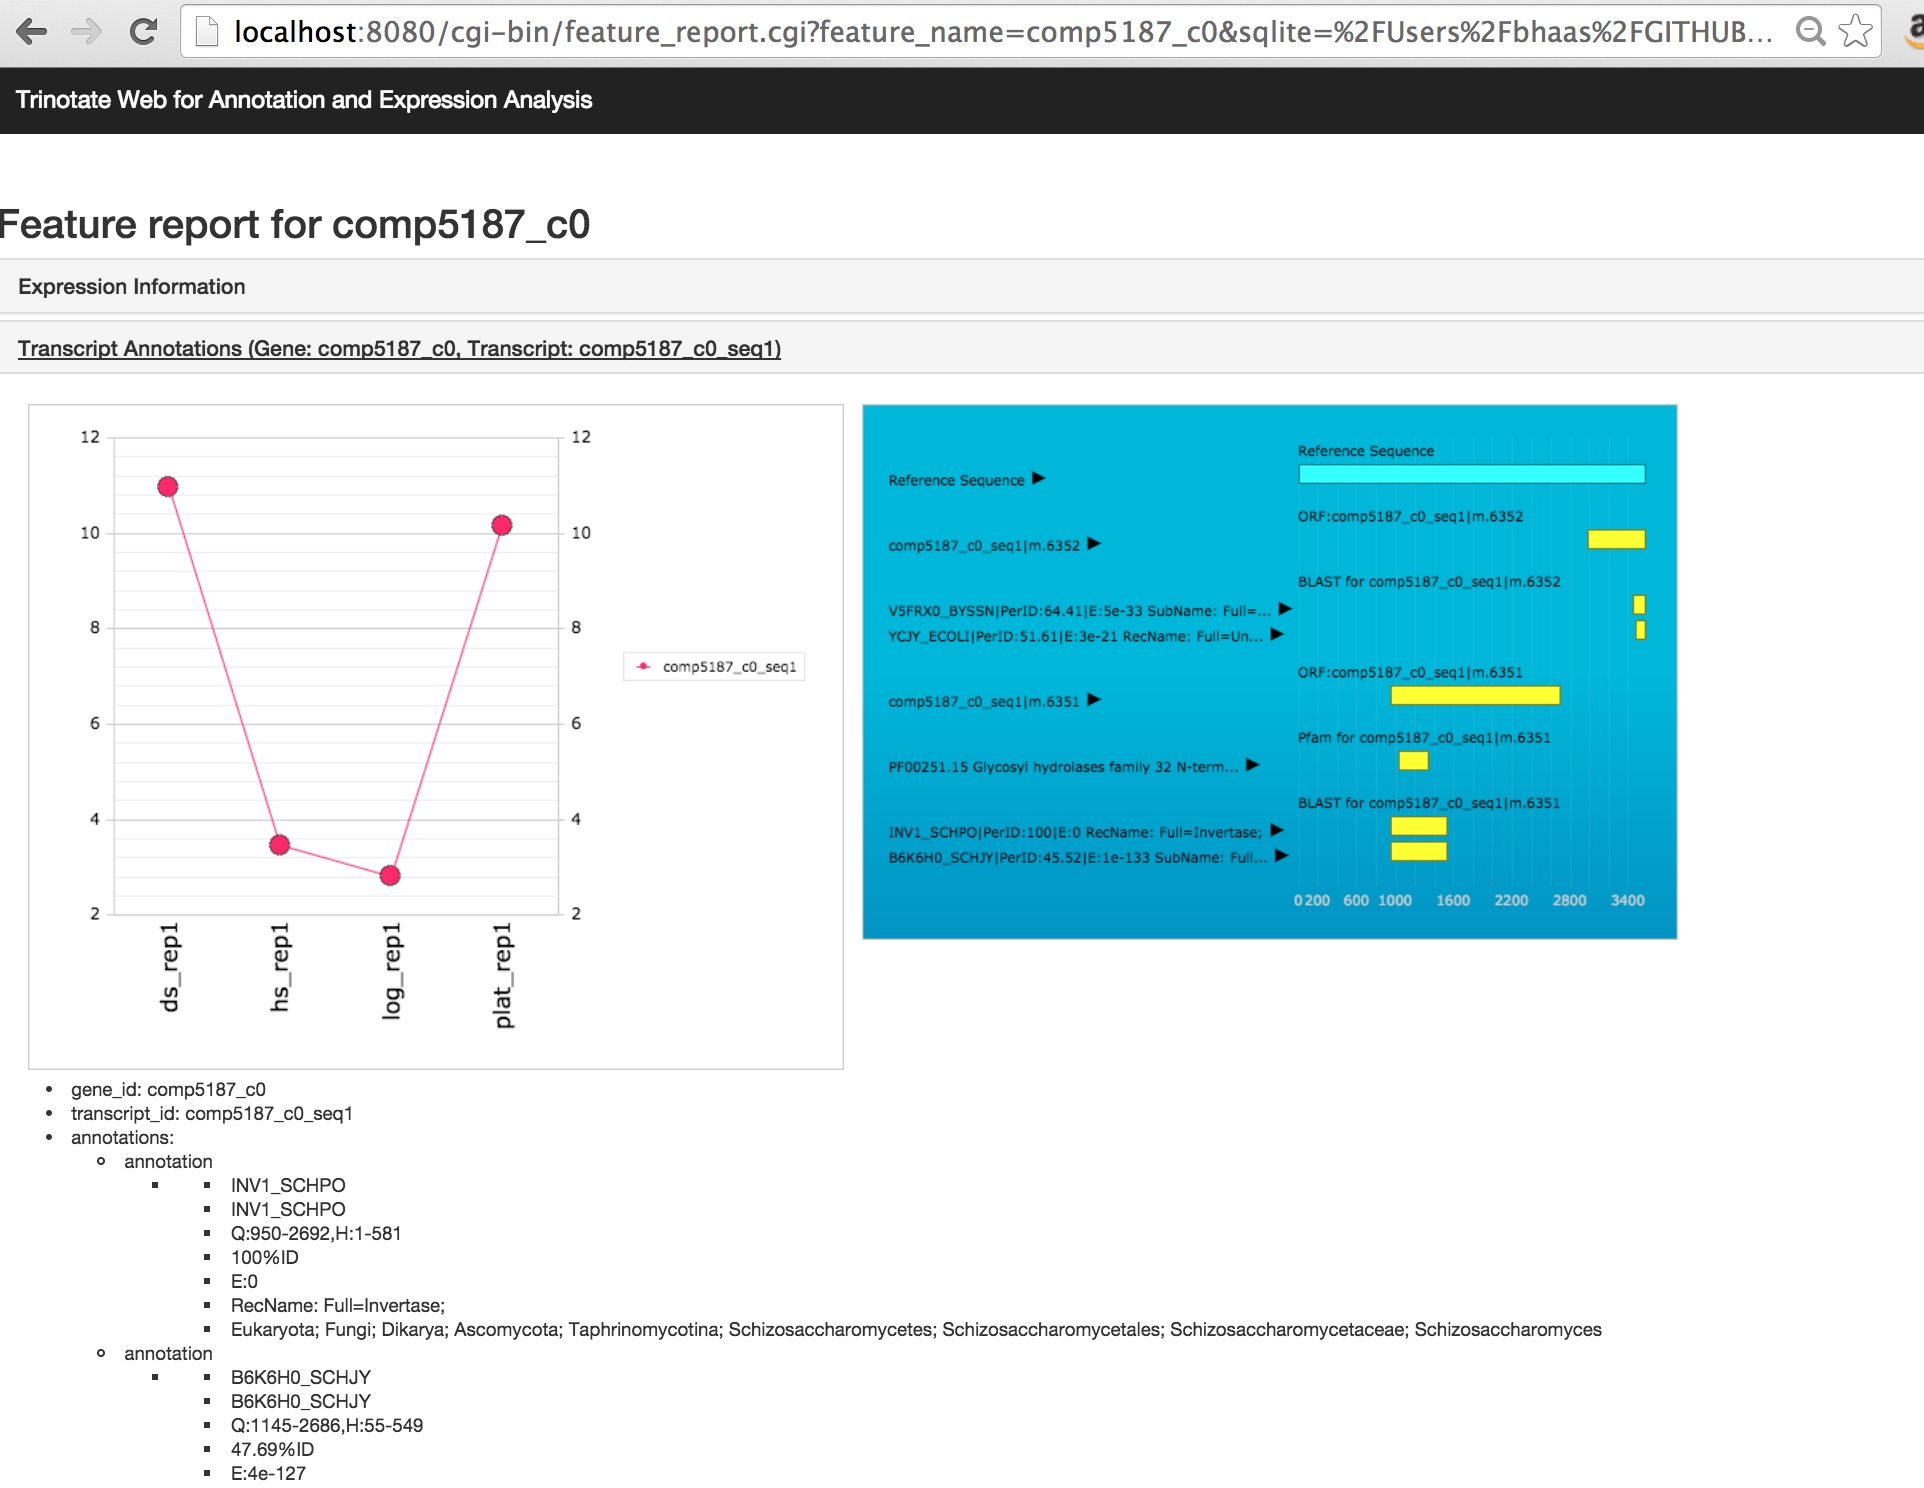 localhost:8080/cgi-bin/feature_report.cgi?feature_name=comp5187_c0&sqlite=%2FUsers%2Fbhaas%2FGITHUB...
Trinotate Web for Annotation and Expression Analysis
Feature report for comp5187_c0
Expression Information
Transcript Annotations (Gene: comp5187_c0, Transcript: comp5187_c0_seq1)
12
10
8
6
4
2
12
10
8
6
4
2
ds_rep1
hs_rep1
log_rep1
plat_rep1
comp5187_c0_seq1
Reference Sequence
Reference Sequence
ORF:comp5187_c0_seq1|m.6352
comp5187_c0_seq1|m.6352
BLAST for comp5187_c0_seq1|m.6352
V5FRX0_BYSSN|PerID:64.41|E:5e-33 SubName: Full=...
YCJY_ECOLI|PerID:51.61|E:3e-21 RecName: Full=Un...
ORF:comp5187_c0_seq1|m.6351
comp5187_c0_seq1|m.6351
Pfam for comp5187_c0_seq1|m.6351
PF00251.15 Glycosyl hydrolases family 32 N-term...
BLAST for comp5187_c0_seq1|m.6351
INV1_SCHPO|PerID:100|E:0 RecName: Full=Invertase;
B6K6H0_SCHJY|PerID:45.52|E:1e-133 SubName: Full...
0 200 600 1000 1600 2200 2800 3400
gene_id: comp5187_c0
transcript_id: comp5187_c0_seq1
annotations:
annotation
INV1_SCHPO
INV1_SCHPO
Q:950-2692,H:1-581
100%ID
E:0
RecName: Full=Invertase;
Eukaryota; Fungi; Dikarya; Ascomycota; Taphrinomycotina; Schizosaccharomycetes; Schizosaccharomycetales; Schizosaccharomycetaceae; Schizosaccharomyces
annotation
B6K6H0_SCHJY
B6K6H0_SCHJY
Q:1145-2686,H:55-549
47.69%ID
E:4e-127